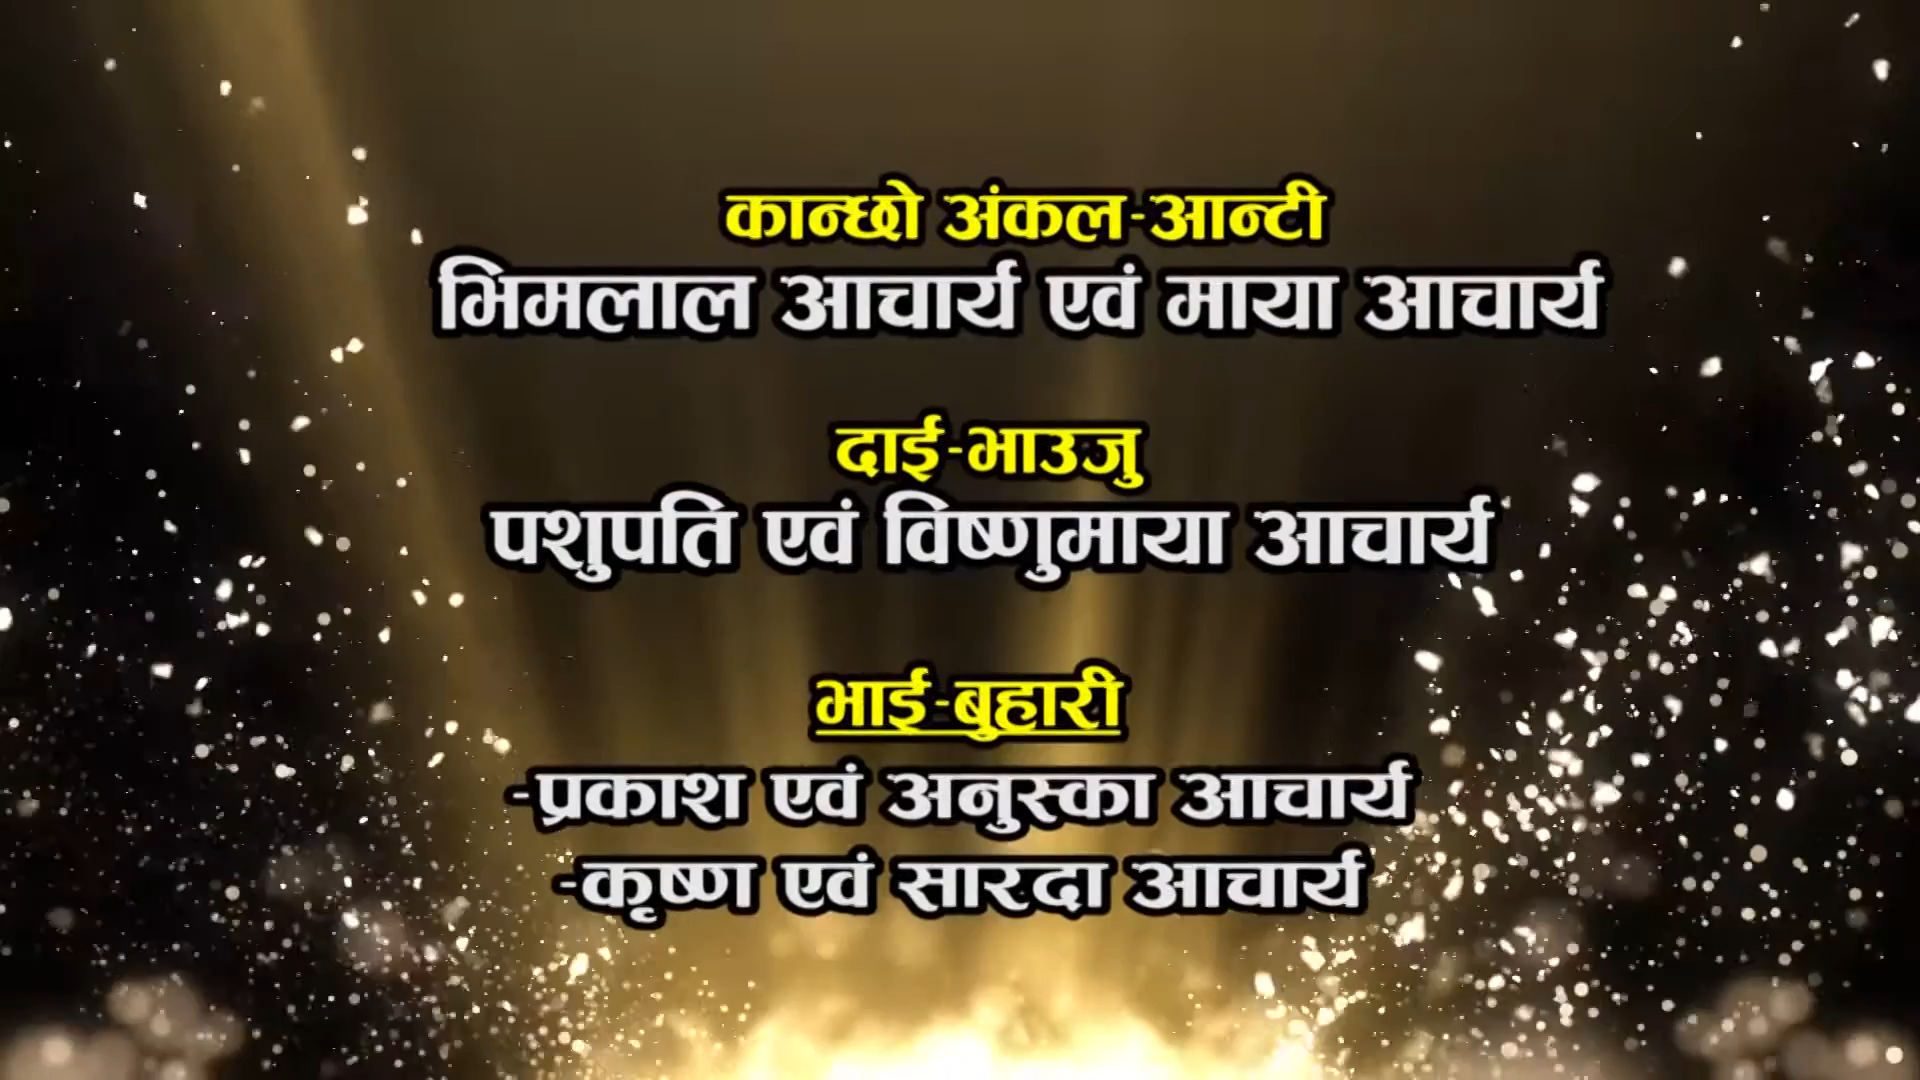 कान्छो अंकल-आन्टी
भिमलाल आचार्य एवं माया आचार्य
दाई-भाउजु
पशुपति एवं विष्णुमाया आचार्य
भाई-बुहारी
-प्रकाश एवं अनुस्का आचार्य
-कृष्ण एवं सारदा आचार्य